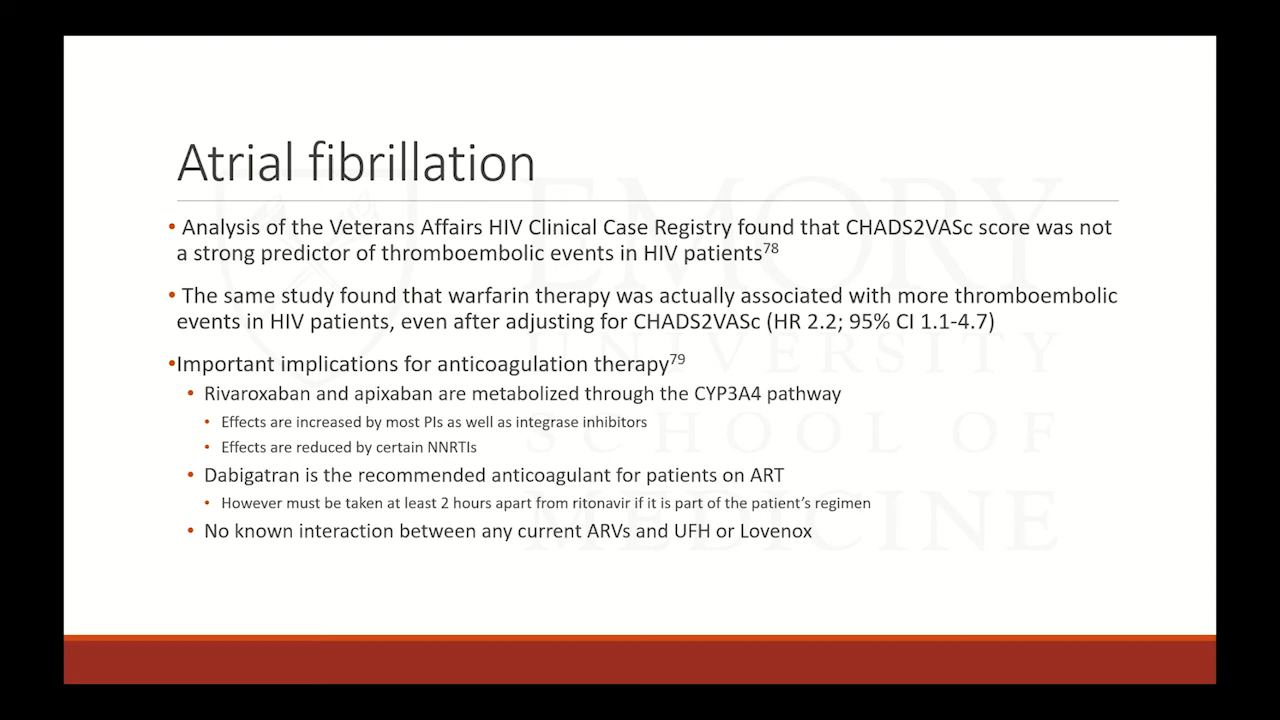 Atrial fibrillation
• Analysis of the Veterans Affairs HIV Clinical Case Registry found that CHADS2VASc score was not
a strong predictor of thromboembolic events in HIV patients78
• The same study found that warfarin therapy was actually associated with more thromboembolic
events in HIV patients, even after adjusting for CHADS2VASc (HR 2.2; 95% CI 1.1-4.7)
•Important implications for anticoagulation therapy79
• Rivaroxaban and apixaban are metabolized through the CYP3A4 pathway
• Effects are increased by most PIs as well as integrase inhibitors
• Effects are reduced by certain NNRTIs
• Dabigatran is the recommended anticoagulant for patients on ART
• However must be taken at least 2 hours apart from ritonavir if it is part of the patient's regimen
• No known interaction between any current ARVs and UFH or Lovenox
EMORY
UNIVERSITY
SCHOOL OF
MEDICINE